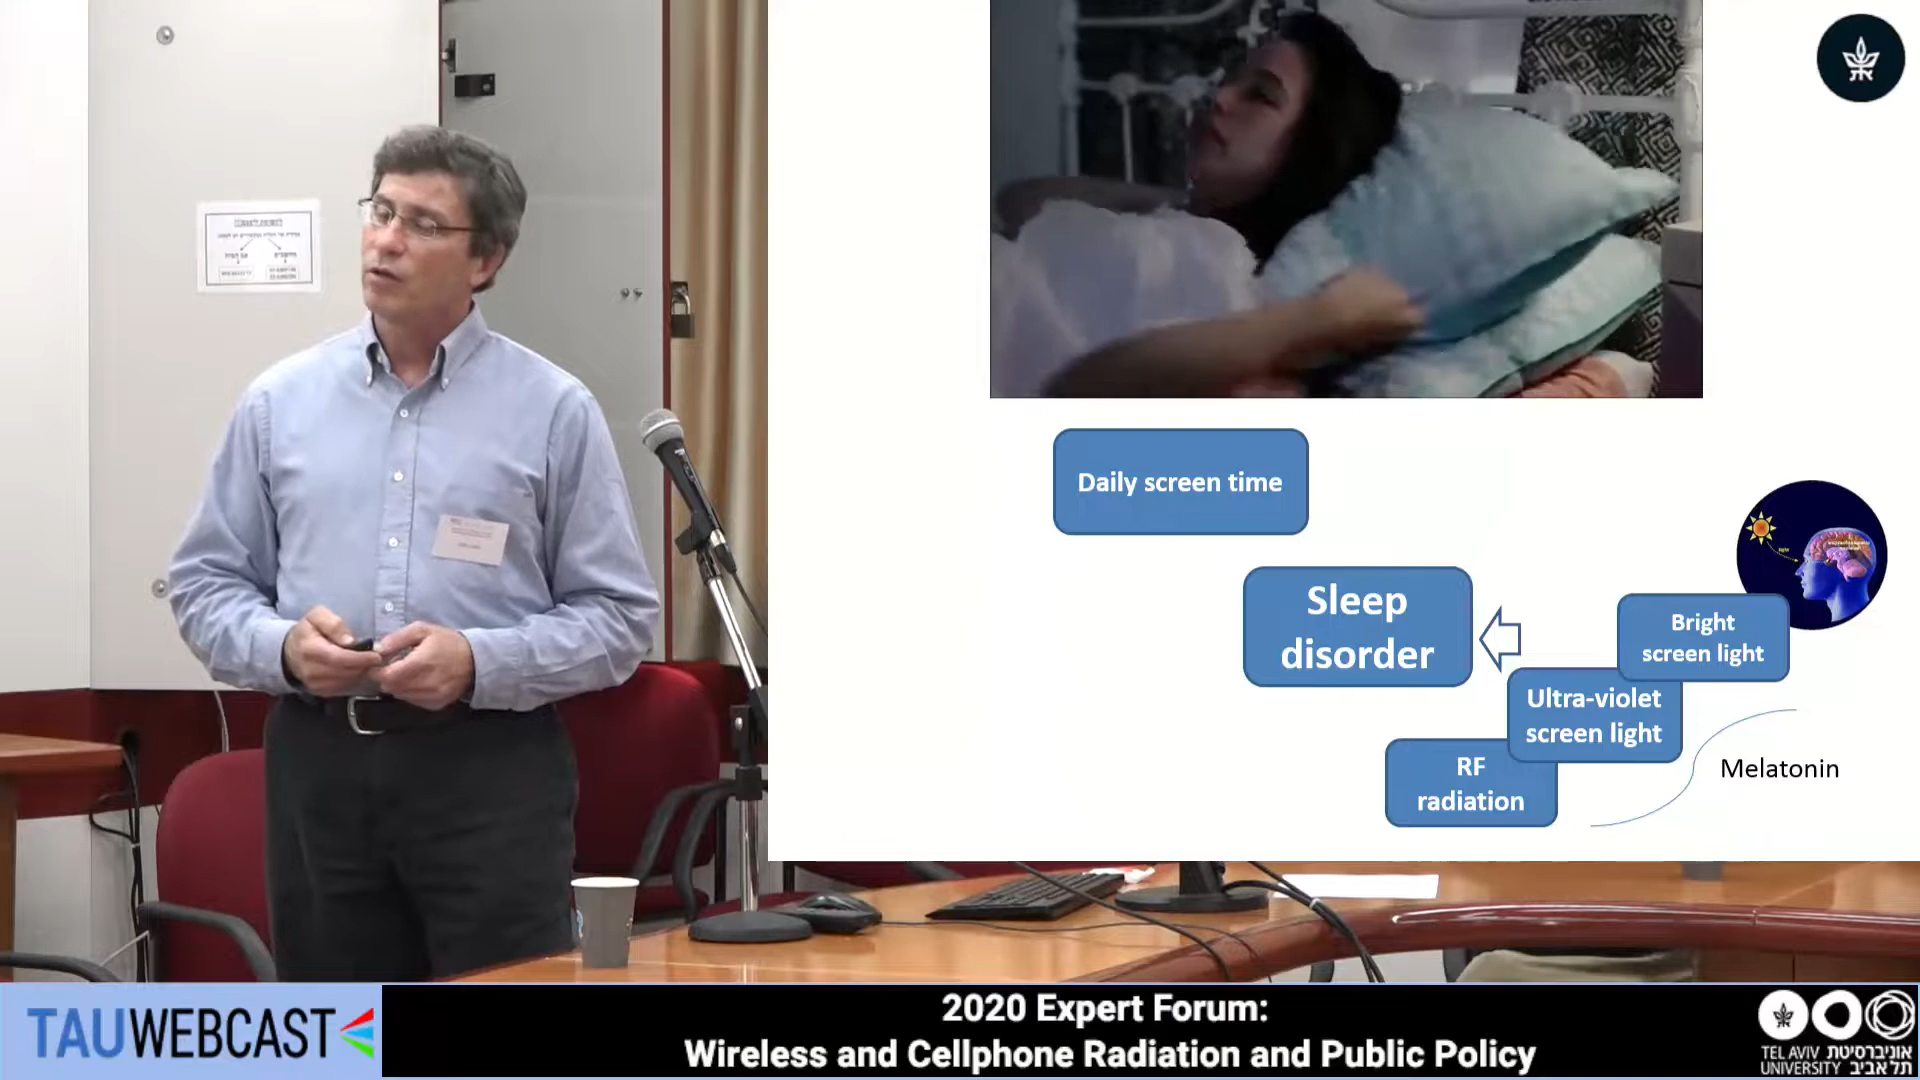 Daily screen time
Sleep
disorder
Bright
screen light
Ultra-violet
screen light
RF
radiation
Melatonin
TAUWEBCAST
2020 Expert Forum:
Wireless and Cellphone Radiation and Public Policy
TEL AVIV אוניברסיטת
UNIVERSITY תל אביב